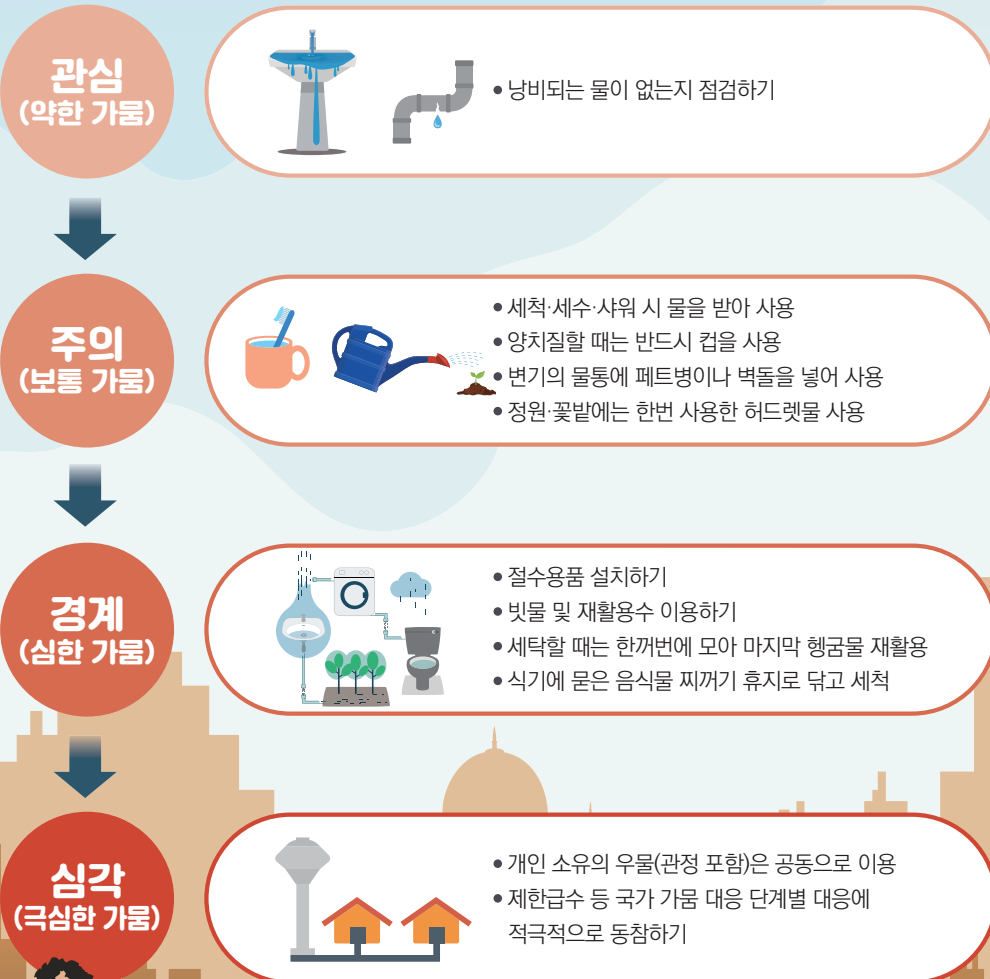 관심
(약한 가뭄)
• 낭비되는 물이 없는지 점검하기
주의
(보통 가뭄)
• 세척·세수·샤워 시 물을 받아 사용
• 양치질할 때는 반드시 컵을 사용
• 변기의 물통에 페트병이나 벽돌을 넣어 사용
• 정원·꽃밭에는 한번 사용한 허드렛물 사용
경계
(심한 가뭄)
• 절수용품 설치하기
• 빗물 및 재활용수 이용하기
• 세탁할 때는 한꺼번에 모아 마지막 헹굼물 재활용
• 식기에 묻은 음식물 찌꺼기 휴지로 닦고 세척
심각
(극심한 가뭄)
• 개인 소유의 우물(관정 포함)은 공동으로 이용
• 제한급수 등 국가 가뭄 대응 단계별 대응에
적극적으로 동참하기